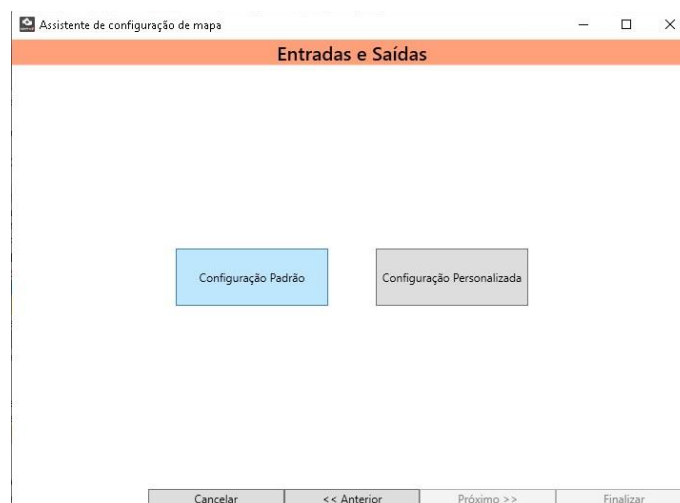 Assistente de configuração de mapa
Entradas e Saídas
Configuração Padrão
Configuração Personalizada
Cancelar
<< Anterior
Próximo >>
Finalizar